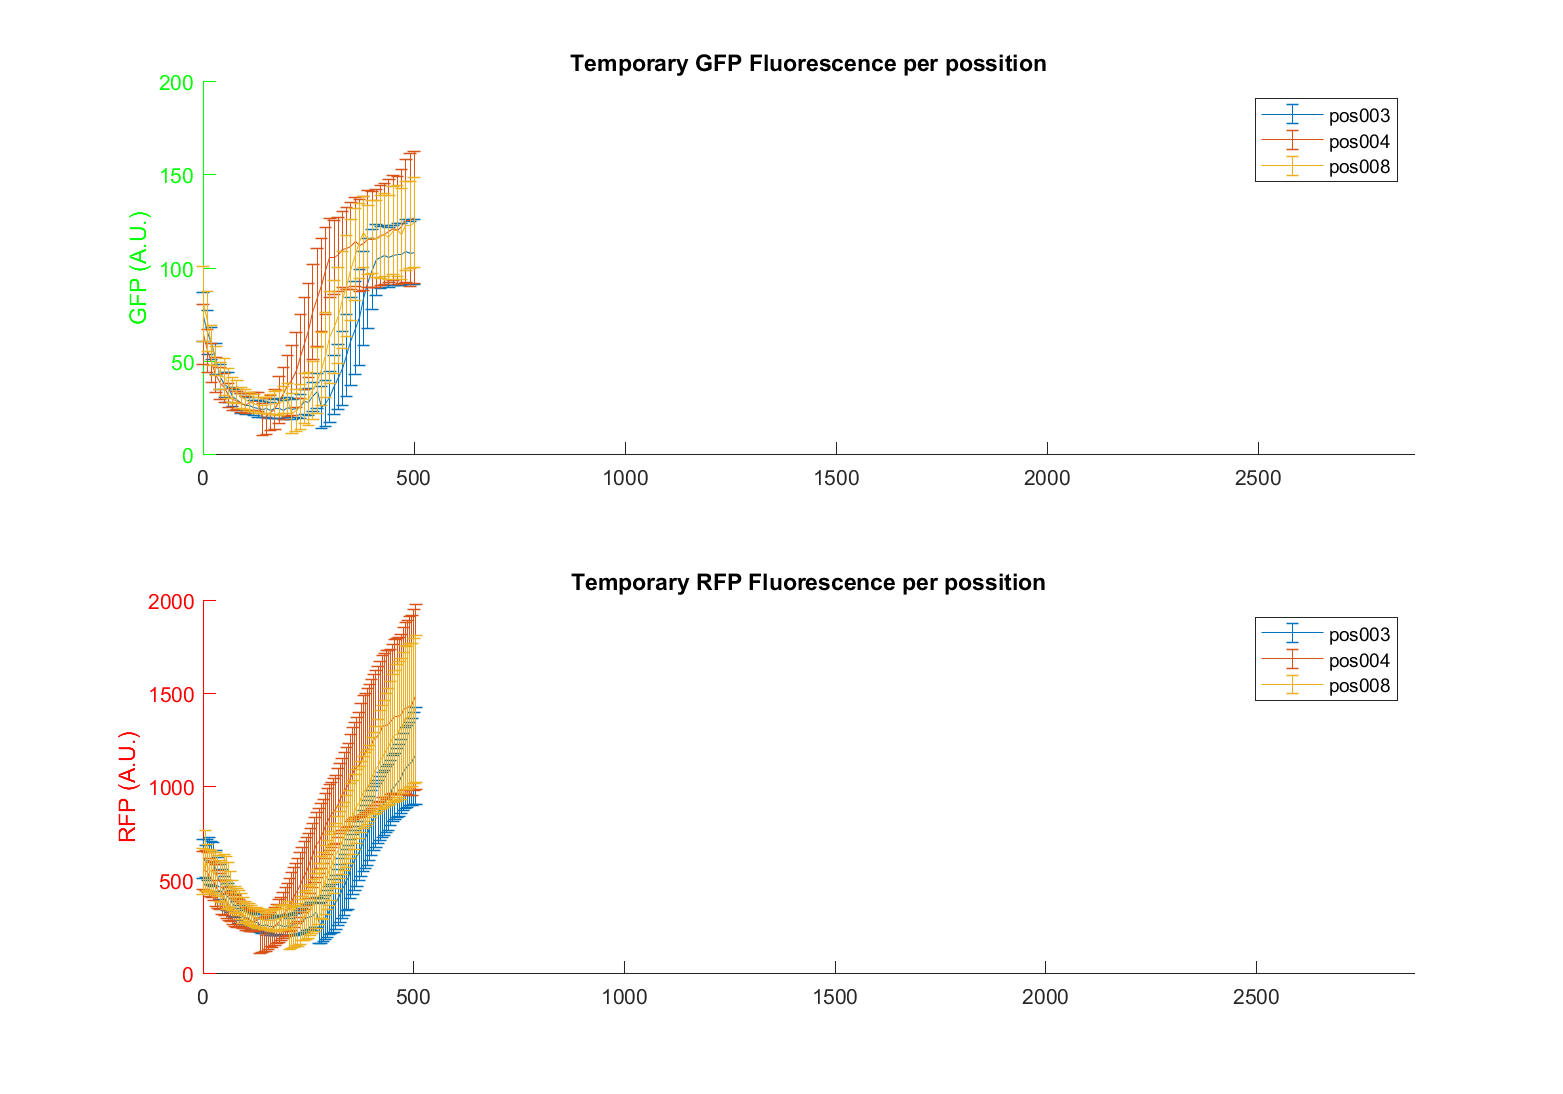 Temporary GFP Fluorescence per possition
200
150
100
50
0
GFP (A.U.)
pos003
pos004
pos008
0 500 1000 1500 2000 2500
Temporary RFP Fluorescence per possition
2000
1500
1000
500
0
RFP (A.U.)
pos003
pos004
pos008
0 500 1000 1500 2000 2500